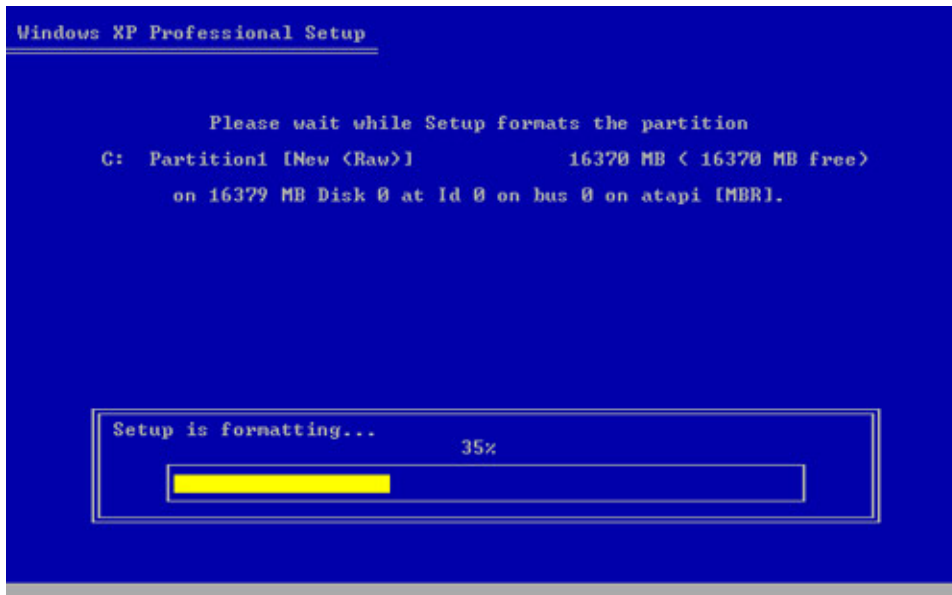 Windows XP Professional Setup
Please wait while Setup formats the partition
C: Partition1 [New (Raw)] 16370 MB ( 16370 MB free)
on 16379 MB Disk 0 at Id 0 on bus 0 on atapi [MBR].
Setup is formatting...
35%